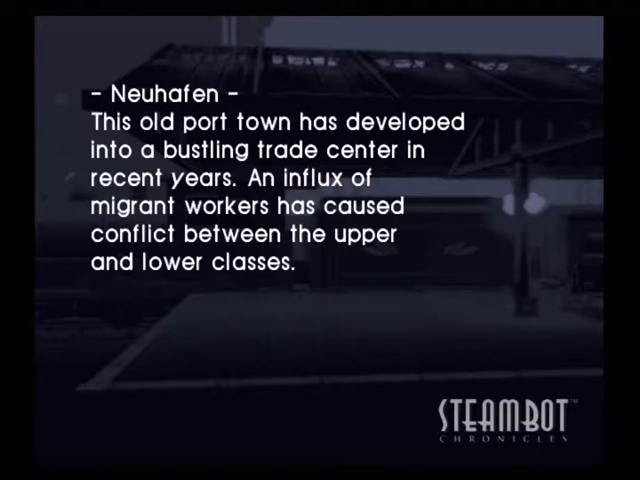 - Neuhafen -
This old port town has developed
into a bustling trade center in
recent years. An influx of
migrant workers has caused
conflict between the upper
and lower classes.
STEAMBOT™
CHRONICLES